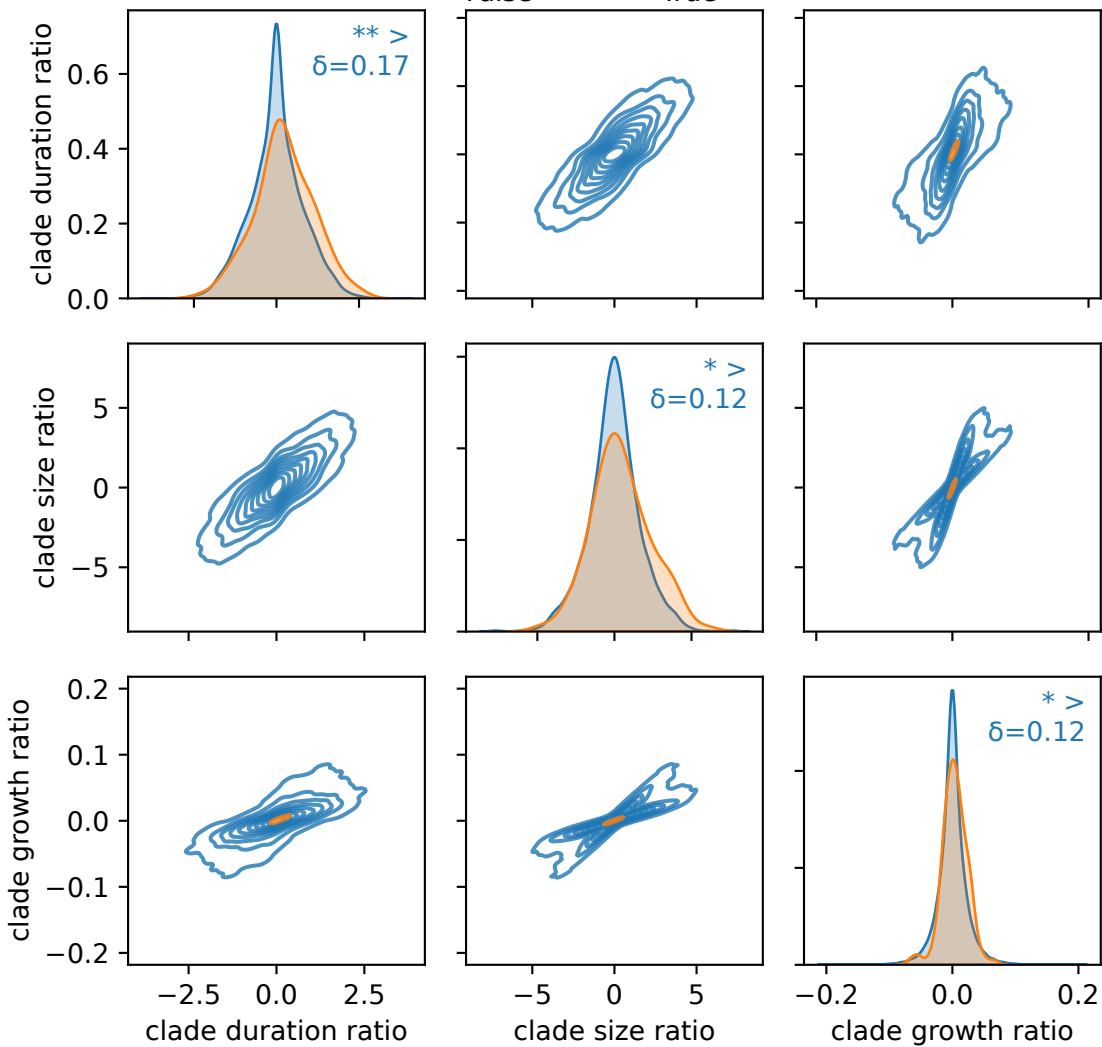 clade duration ratio
0.6
0.4
0.2
0.0
** >
δ=0.17
clade size ratio
5
0
−5
* >
δ=0.12
clade growth ratio
0.2
0.1
0.0
−0.1
−0.2
* >
δ=0.12
−2.5 0.0 2.5
−5 0 5
−0.2 0.0 0.2
clade duration ratio
clade size ratio
clade growth ratio